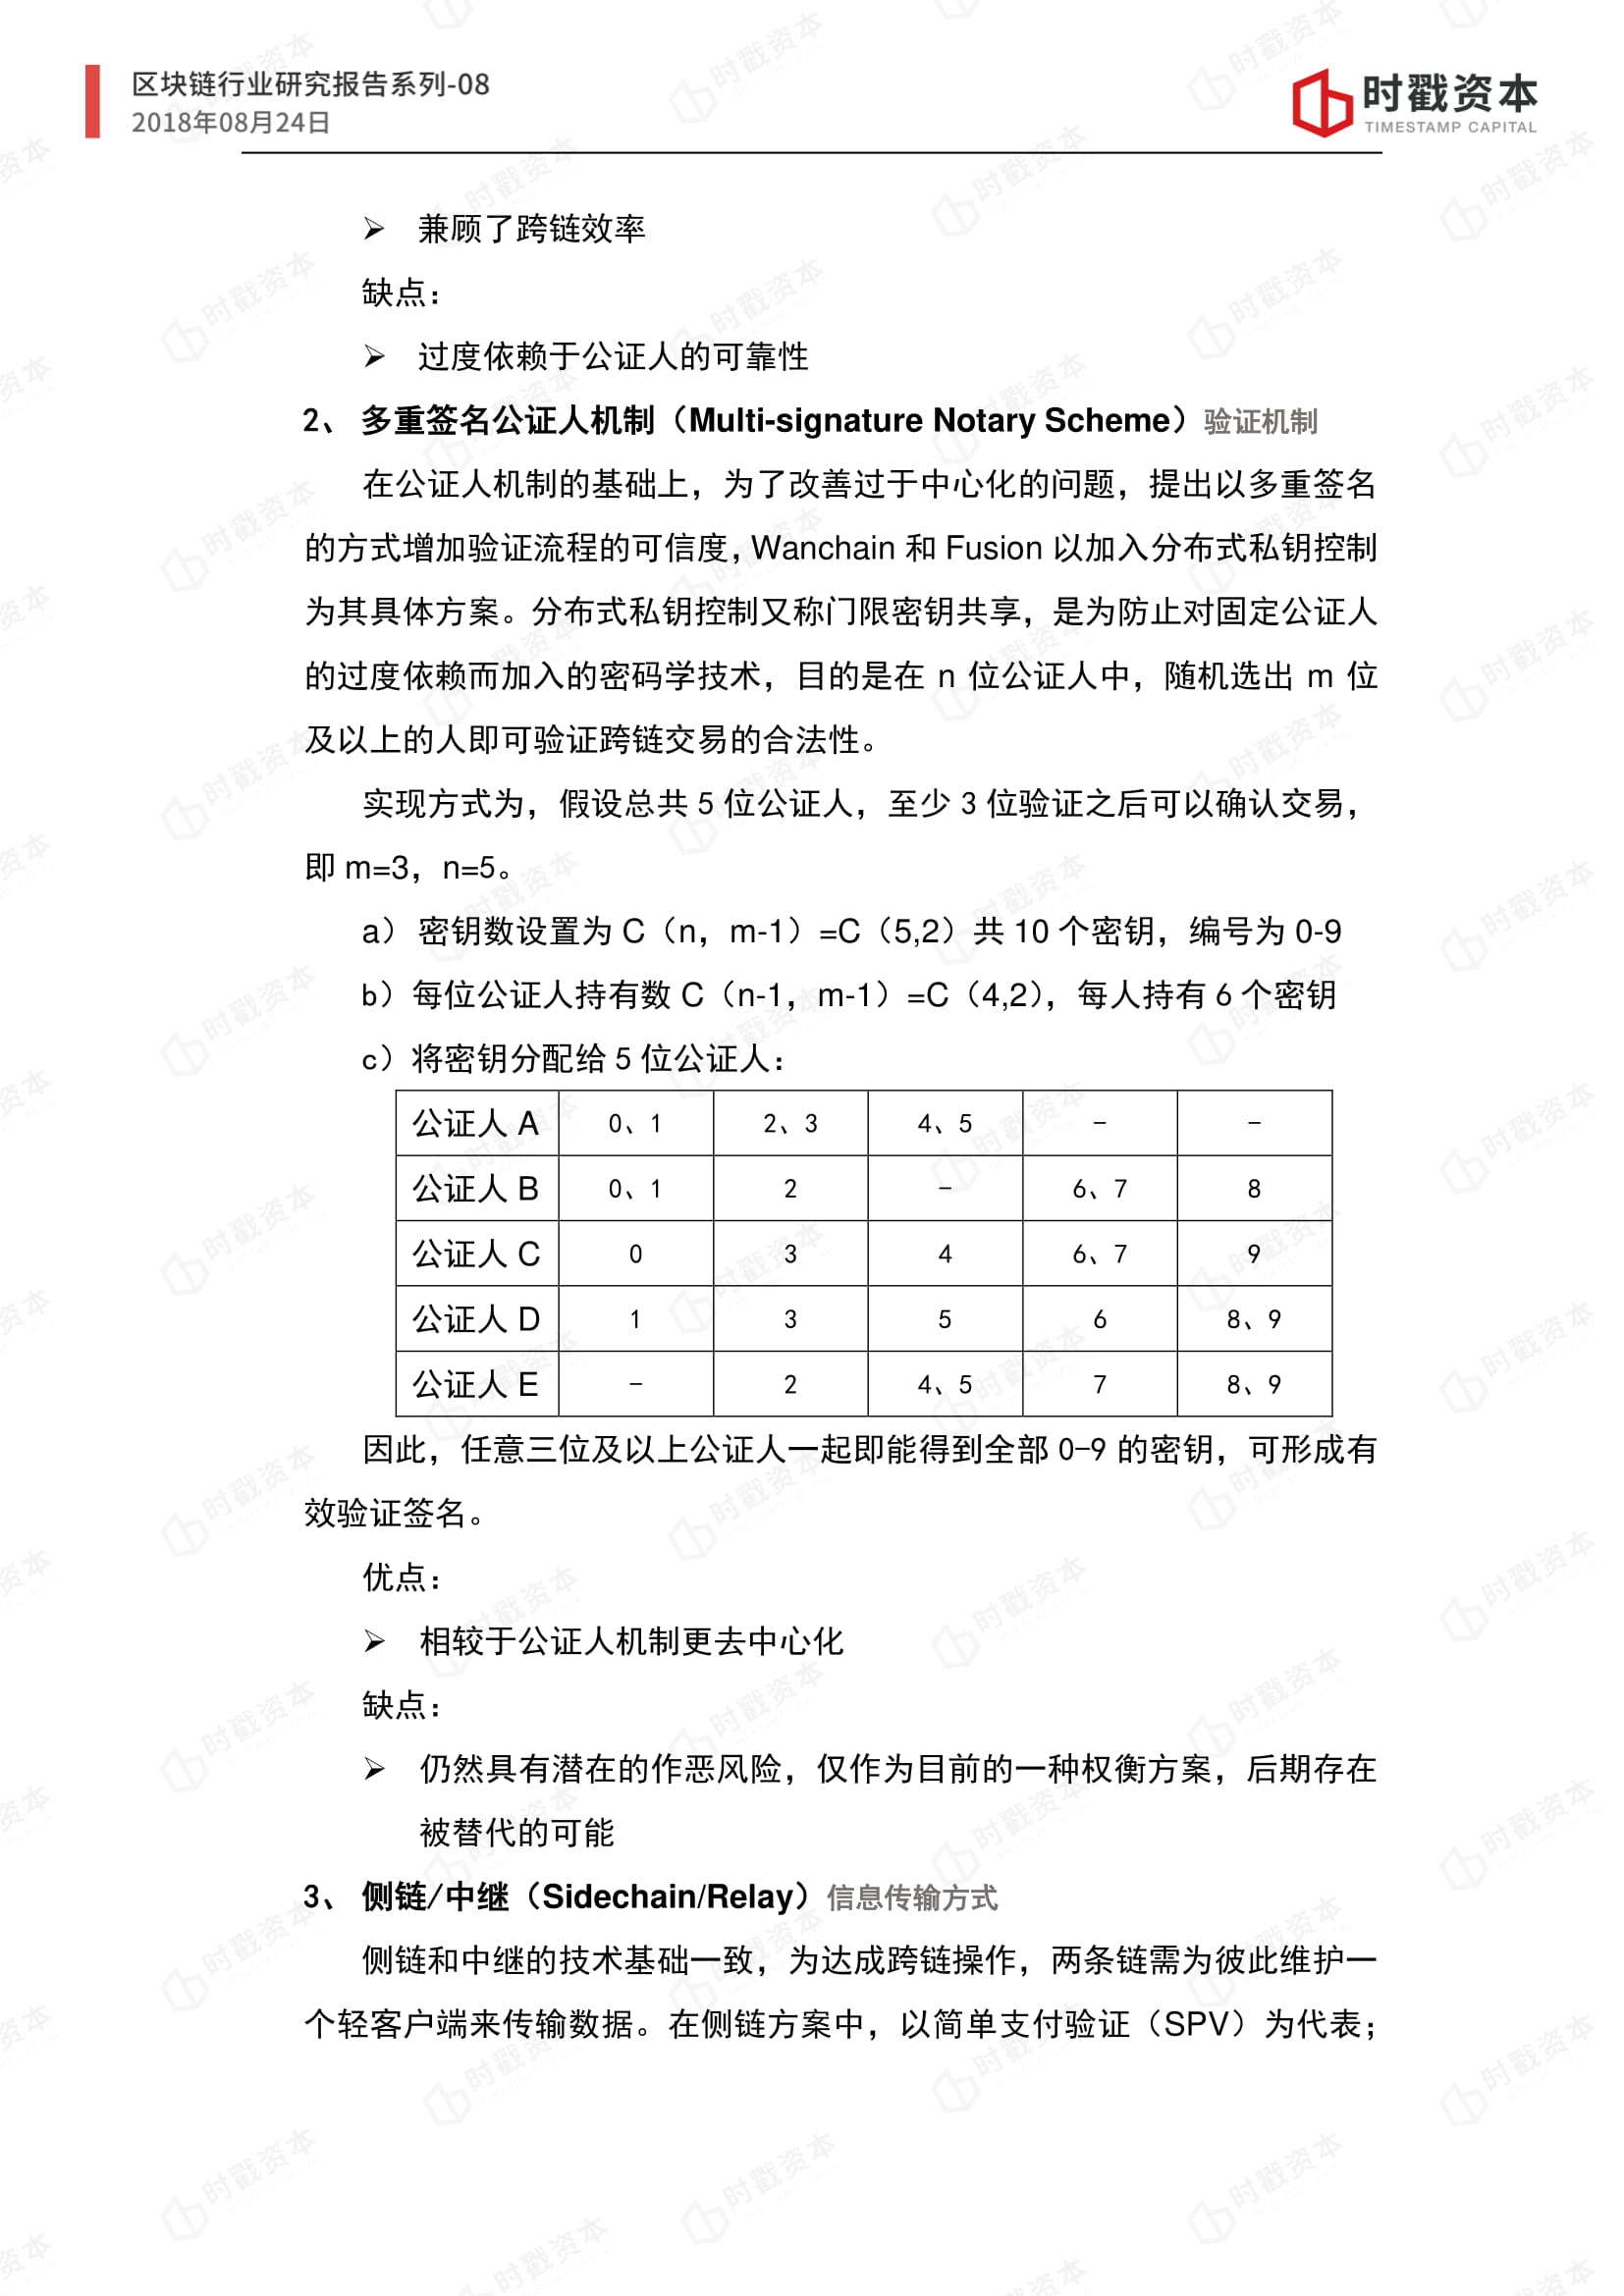 区块链行业研究报告系列-08
2018年08月24日
时戳资本
TIMESTAMP CAPITAL
➢ 兼顾了跨链效率
缺点：
➢ 过度依赖于公证人的可靠性
2、 多重签名公证人机制（Multi-signature Notary Scheme）验证机制
在公证人机制的基础上，为了改善过于中心化的问题，提出以多重签名
的方式增加验证流程的可信度，Wanchain 和 Fusion 以加入分布式私钥控制
为其具体方案。分布式私钥控制又称门限密钥共享，是为防止对固定公证人
的过度依赖而加入的密码学技术，目的是在 n 位公证人中，随机选出 m 位
及以上的人即可验证跨链交易的合法性。
实现方式为，假设总共 5 位公证人，至少 3 位验证之后可以确认交易，
即 m=3，n=5。
a） 密钥数设置为 C（n，m-1）=C（5,2）共 10 个密钥，编号为 0-9
b）每位公证人持有数 C（n-1，m-1）=C（4,2），每人持有 6 个密钥
c）将密钥分配给 5 位公证人：
公证人 A 0、1 2、3 4、5 - -
公证人 B 0、1 2 - 6、7 8
公证人 C 0 3 4 6、7 9
公证人 D 1 3 5 6 8、9
公证人 E - 2 4、5 7 8、9
因此，任意三位及以上公证人一起即能得到全部 0-9 的密钥，可形成有
效验证签名。
优点：
➢ 相较于公证人机制更去中心化
缺点：
➢ 仍然具有潜在的作恶风险，仅作为目前的一种权衡方案，后期存在
被替代的可能
3、 侧链/中继（Sidechain/Relay）信息传输方式
侧链和中继的技术基础一致，为达成跨链操作，两条链需为彼此维护一
个轻客户端来传输数据。在侧链方案中，以简单支付验证（SPV）为代表；